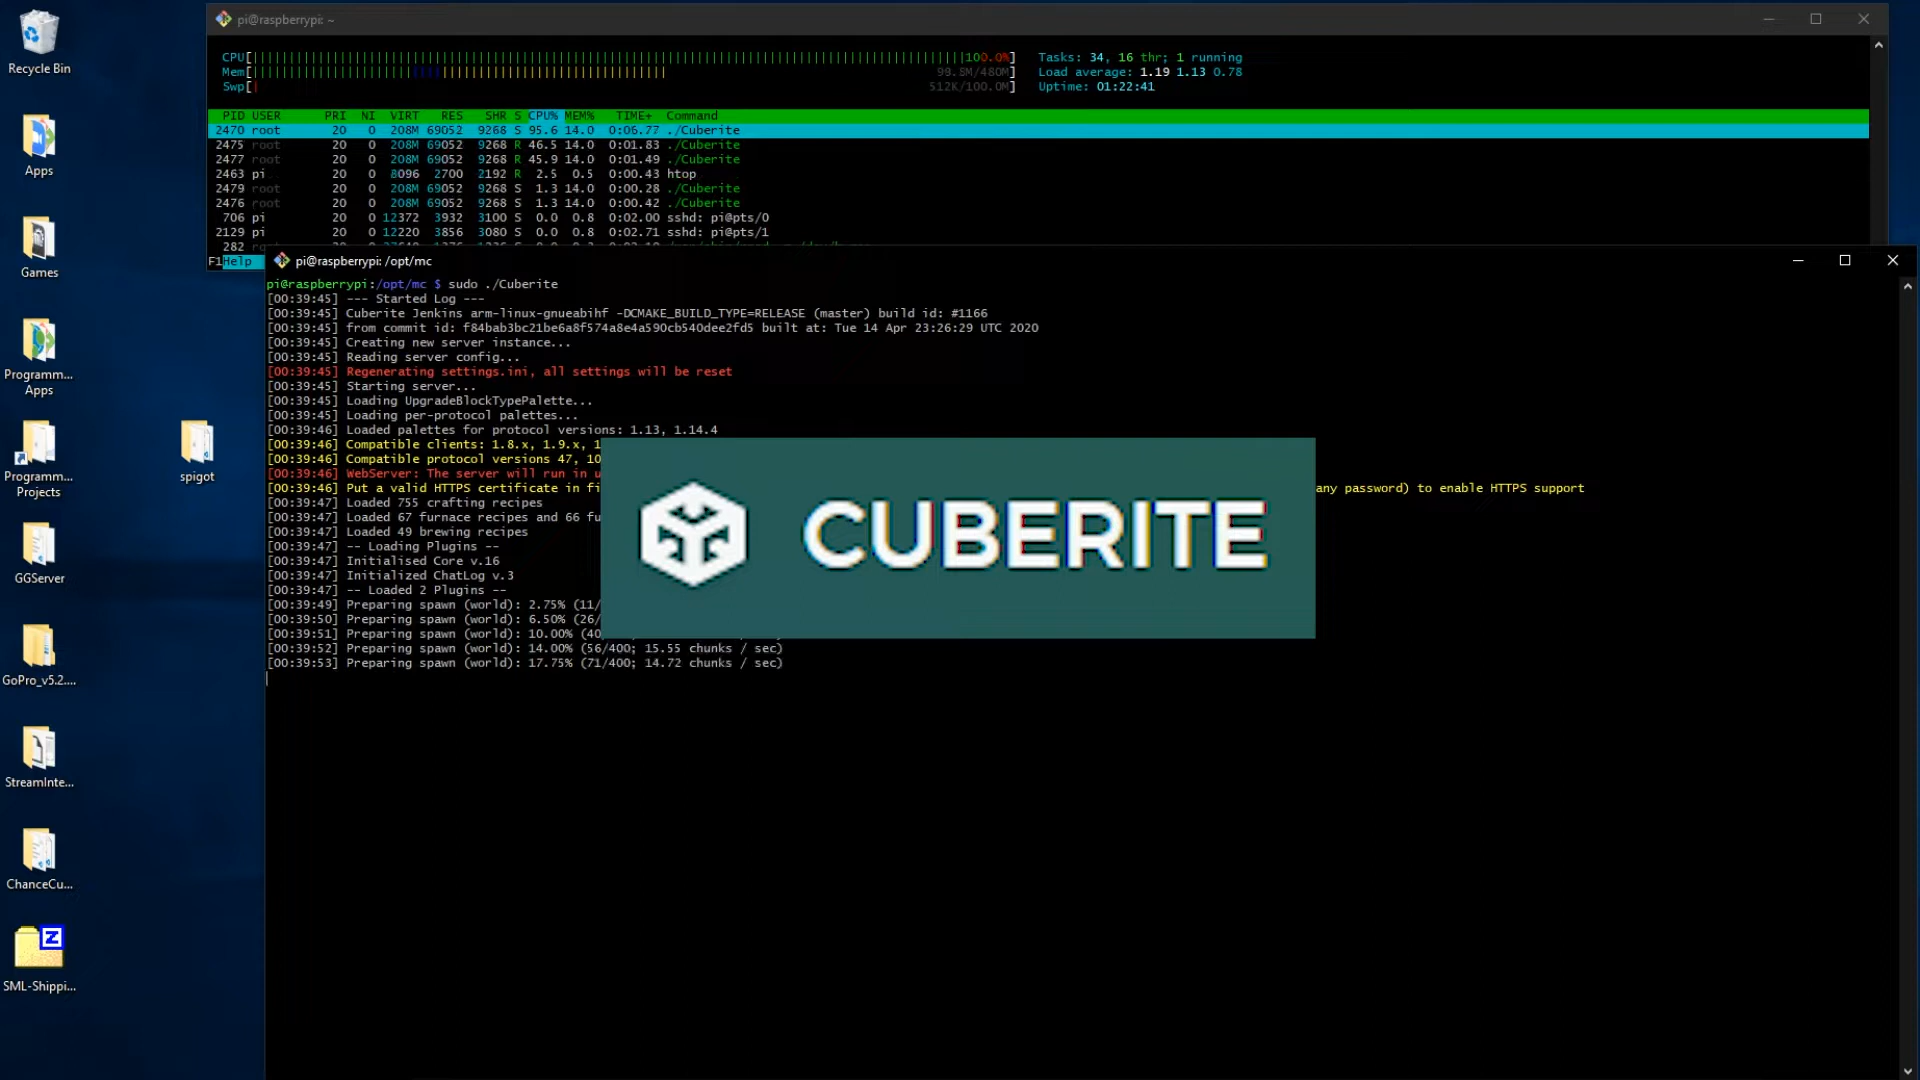 Recycle Bin
Apps
Games
Programm...
Apps
Programm...
Projects
GGServer
GoPro_v5.2....
StreamInte...
ChanceCu...
SML-Shippi...
spigot
pi@raspberrypi: ~
CPU[100.0%] Tasks: 34, 16 thr; 1 running
Mem[99.8M/480M] Load average: 1.19 1.13 0.78
Swp[512K/100.0M] Uptime: 01:22:41
PID USER PRI NI VIRT RES SHR S CPU% MEM% TIME+ Command
2470 root 20 0 208M 69052 9268 S 95.6 14.0 0:06.77 ./Cuberite
2475 root 20 0 208M 69052 9268 R 46.5 14.0 0:01.83 ./Cuberite
2477 root 20 0 208M 69052 9268 R 45.9 14.0 0:01.49 ./Cuberite
2463 pi 20 0 8096 2700 2192 R 2.5 0.5 0:00.43 htop
2479 root 20 0 208M 69052 9268 S 1.3 14.0 0:00.28 ./Cuberite
2476 root 20 0 208M 69052 9268 S 1.3 14.0 0:00.42 ./Cuberite
706 pi 20 0 12372 3932 3100 S 0.0 0.8 0:02.00 sshd: pi@pts/0
2129 pi 20 0 12220 3856 3080 S 0.0 0.8 0:02.71 sshd: pi@pts/1
282
F1Help
pi@raspberrypi: /opt/mc
pi@raspberrypi:/opt/mc $ sudo ./Cuberite
[00:39:45] --- Started Log ---
[00:39:45] Cuberite Jenkins arm-linux-gnueabihf -DCMAKE_BUILD_TYPE=RELEASE (master) build id: #1166
[00:39:45] from commit id: f84bab3bc21be6a8f574a8e4a590cb540dee2fd5 built at: Tue 14 Apr 23:26:29 UTC 2020
[00:39:45] Creating new server instance...
[00:39:45] Reading server config...
[00:39:45] Regenerating settings.ini, all settings will be reset
[00:39:45] Starting server...
[00:39:45] Loading UpgradeBlockTypePalette...
[00:39:45] Loading per-protocol palettes...
[00:39:46] Loaded palettes for protocol versions: 1.13, 1.14.4
[00:39:46] Compatible clients: 1.8.x, 1.9.x, 1
[00:39:46] Compatible protocol versions 47, 10
[00:39:46] WebServer: The server will run in u
[00:39:46] Put a valid HTTPS certificate in fi any password) to enable HTTPS support
[00:39:47] Loaded 755 crafting recipes
[00:39:47] Loaded 67 furnace recipes and 66 fu
[00:39:47] Loaded 49 brewing recipes
[00:39:47] -- Loading Plugins --
[00:39:47] Initialised Core v.16
[00:39:47] Initialized ChatLog v.3
[00:39:47] -- Loaded 2 Plugins --
[00:39:49] Preparing spawn (world): 2.75% (11/
[00:39:50] Preparing spawn (world): 6.50% (26/
[00:39:51] Preparing spawn (world): 10.00% (40
[00:39:52] Preparing spawn (world): 14.00% (56/400; 15.55 chunks / sec)
[00:39:53] Preparing spawn (world): 17.75% (71/400; 14.72 chunks / sec)
CUBERITE